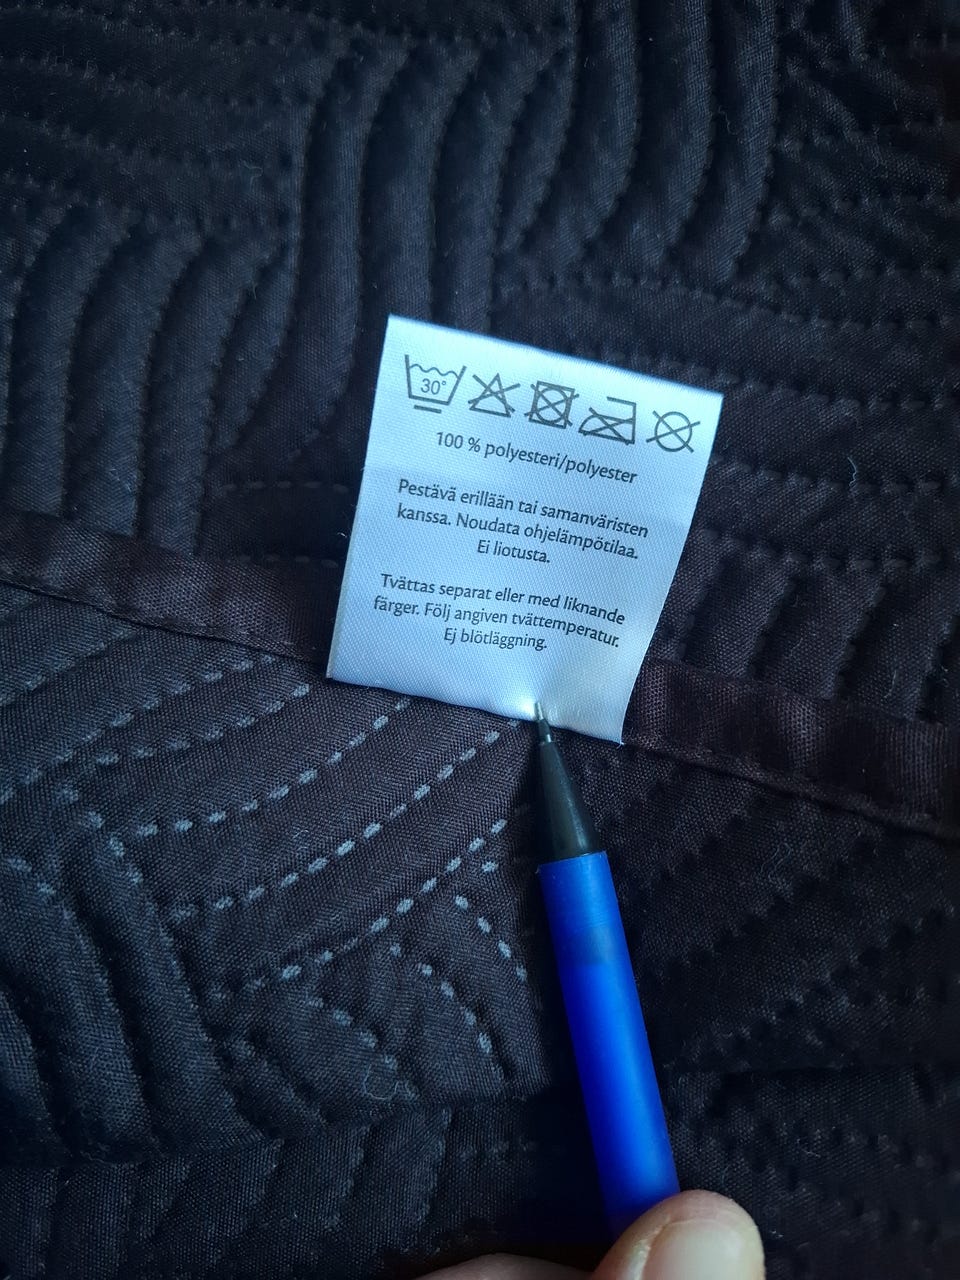 30°
100 % polyesteri/polyester
Pestävä erillään tai samanväristen
kanssa. Noudata ohjelämpötilaa.
Ei liotusta.
Tvättas separat eller med liknande
färger. Följ angiven tvättemperatur.
Ej blötläggning.